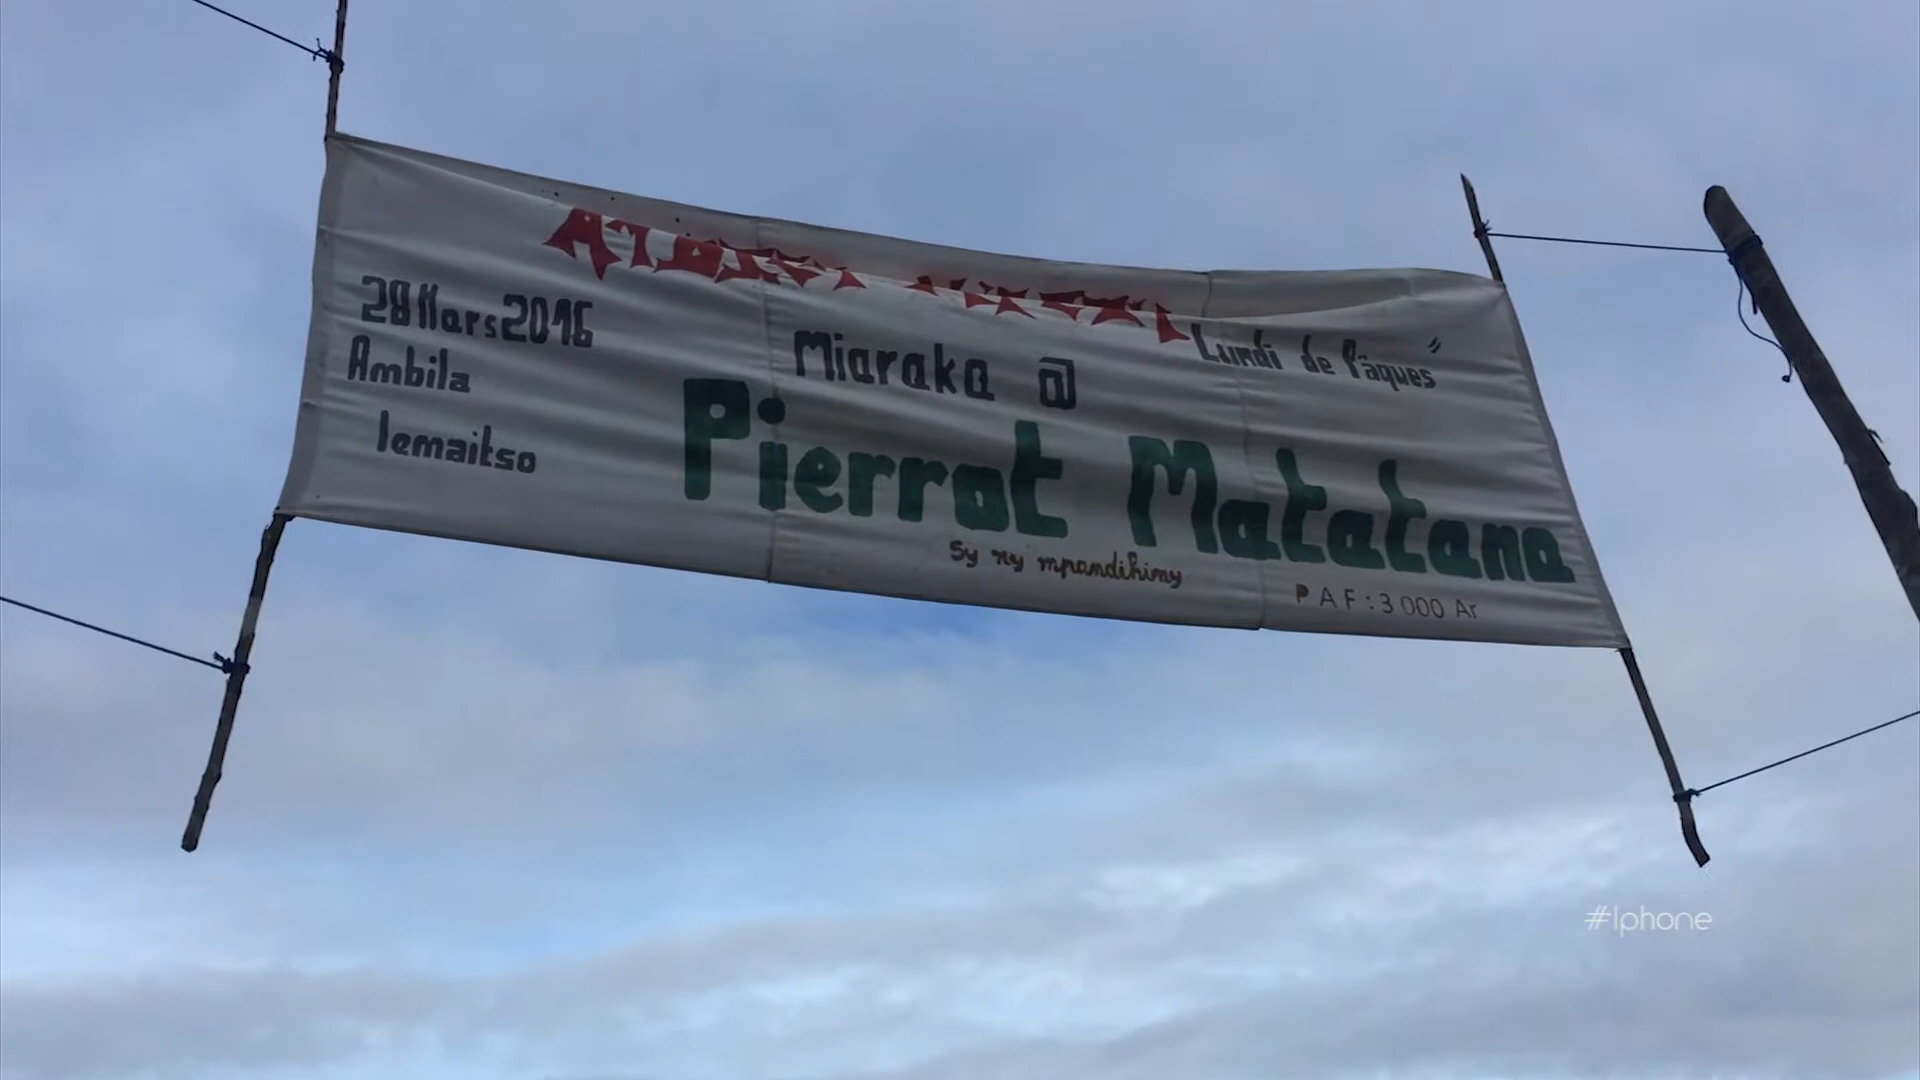 28 Mars 2016
Ambila
lemaitso
Miaraka @
Lundi de Pâques"
Pierrot Matatana
Sy ny mpandihiny
PAF : 3 000 Ar
#Iphone